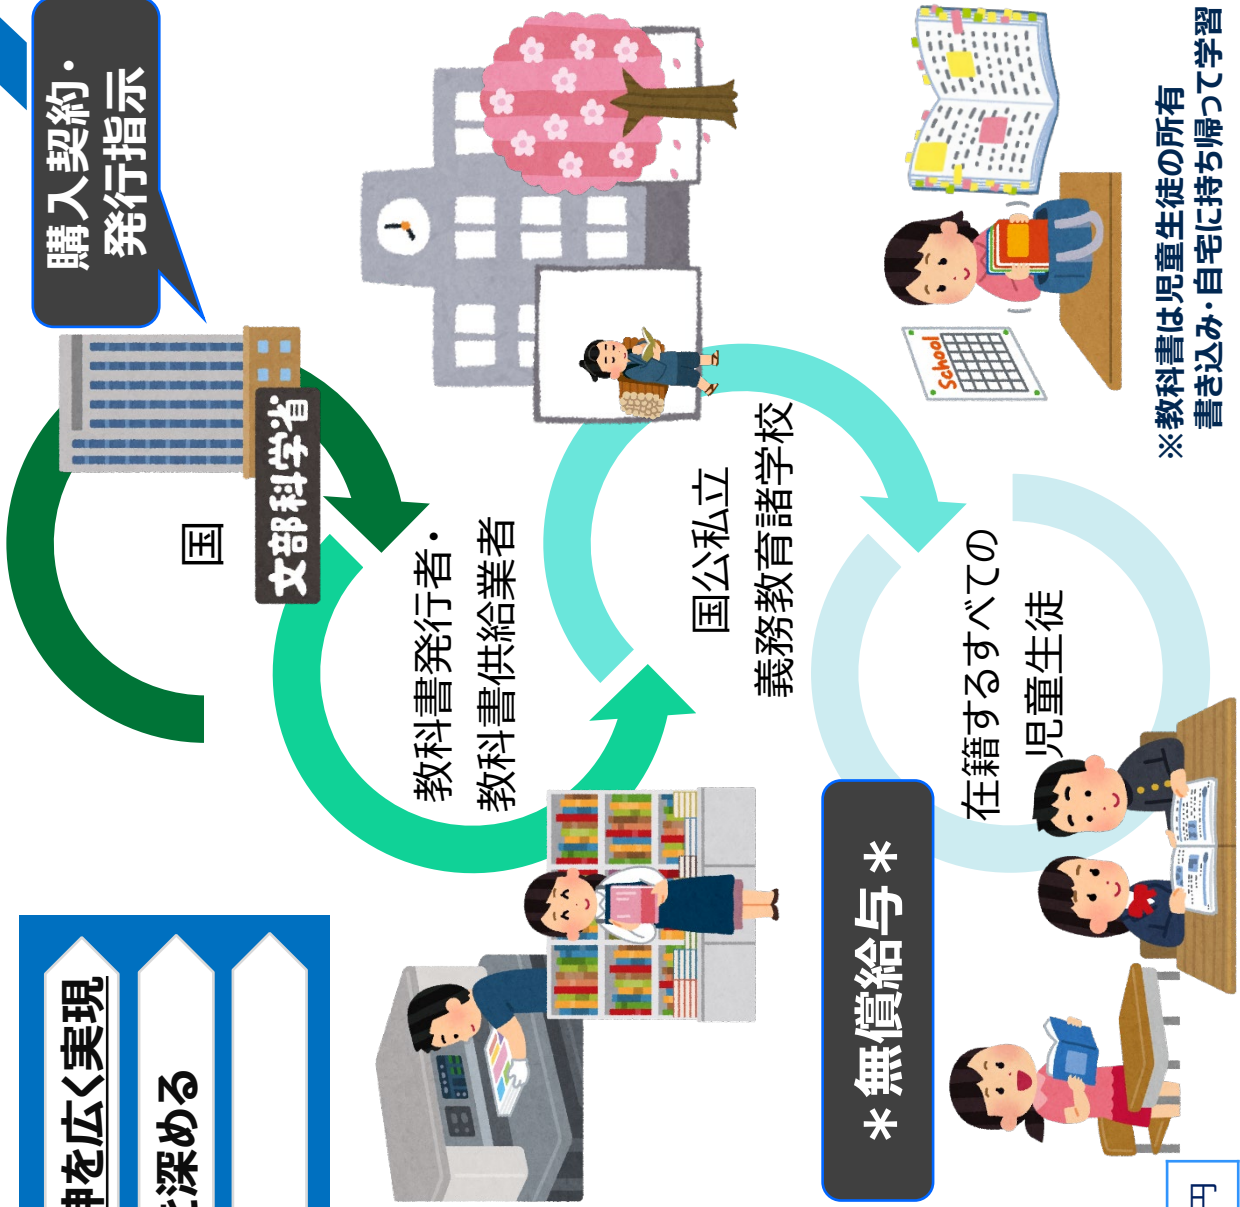 神を広く実現
を深める
購入契約・
発行指示
国
文部科学省
教科書発行者・
教科書供給業者
国公私立
義務教育諸学校
School
＊無償給与＊
在籍するすべての
児童生徒
※教科書は児童生徒の所有
書き込み・自宅に持ち帰って学習
円